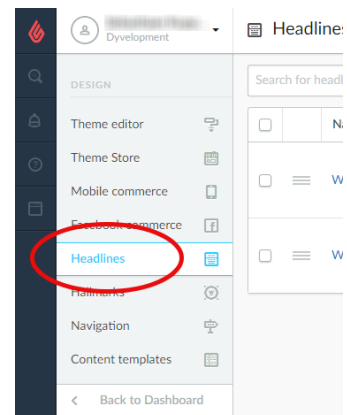 Dyvelopment
Headlines
DESIGN
Search for headl
Theme editor
Na
Theme Store
Mobile commerce
W
Facebook commerce
Headlines
W
Hallmarks
Navigation
Content templates
Back to Dashboard